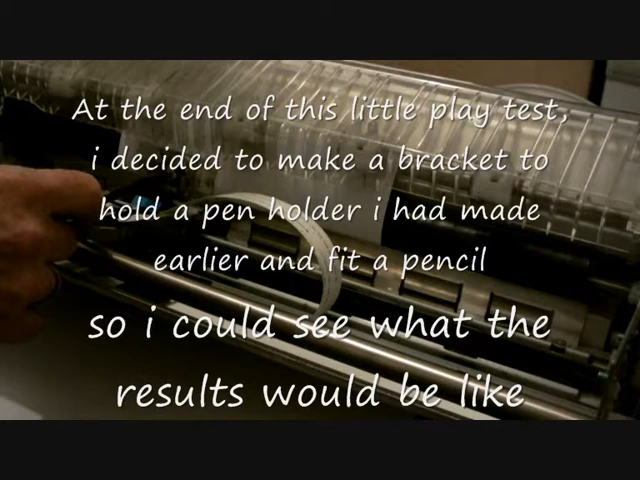 At the end of this little play test,
i decided to make a bracket to
hold a pen holder i had made
earlier and fit a pencil
so i could see what the
results would be like